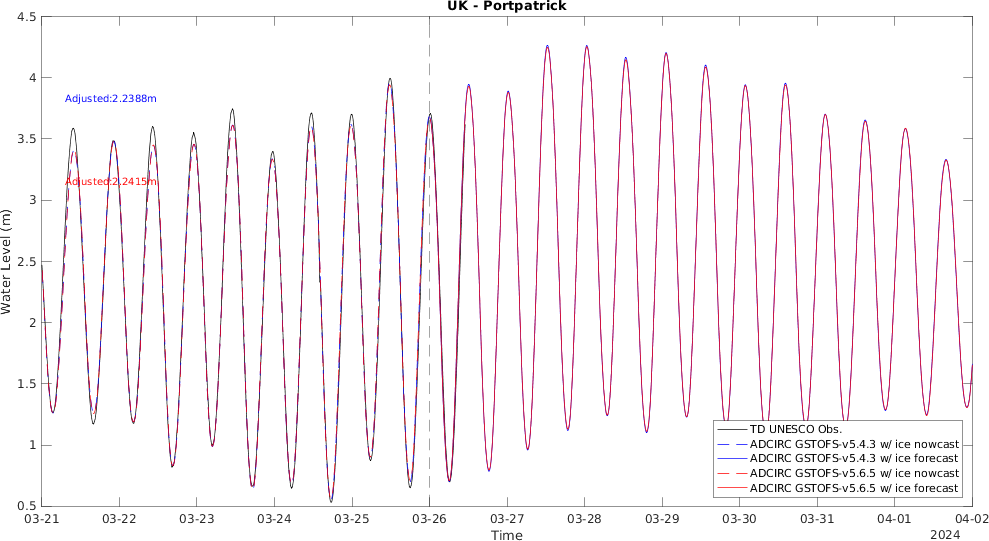 UK - Portpatrick
4.5
4
3.5
3
2.5
2
1.5
1
0.5
Water Level (m)
Adjusted:2.2388m
Adjusted:2.2415m
TD UNESCO Obs.
ADCIRC GSTOFS-v5.4.3 w/ ice nowcast
ADCIRC GSTOFS-v5.4.3 w/ ice forecast
ADCIRC GSTOFS-v5.6.5 w/ ice nowcast
ADCIRC GSTOFS-v5.6.5 w/ ice forecast
03-21 03-22 03-23 03-24 03-25 03-26 03-27 03-28 03-29 03-30 03-31 04-01 04-02
Time
2024